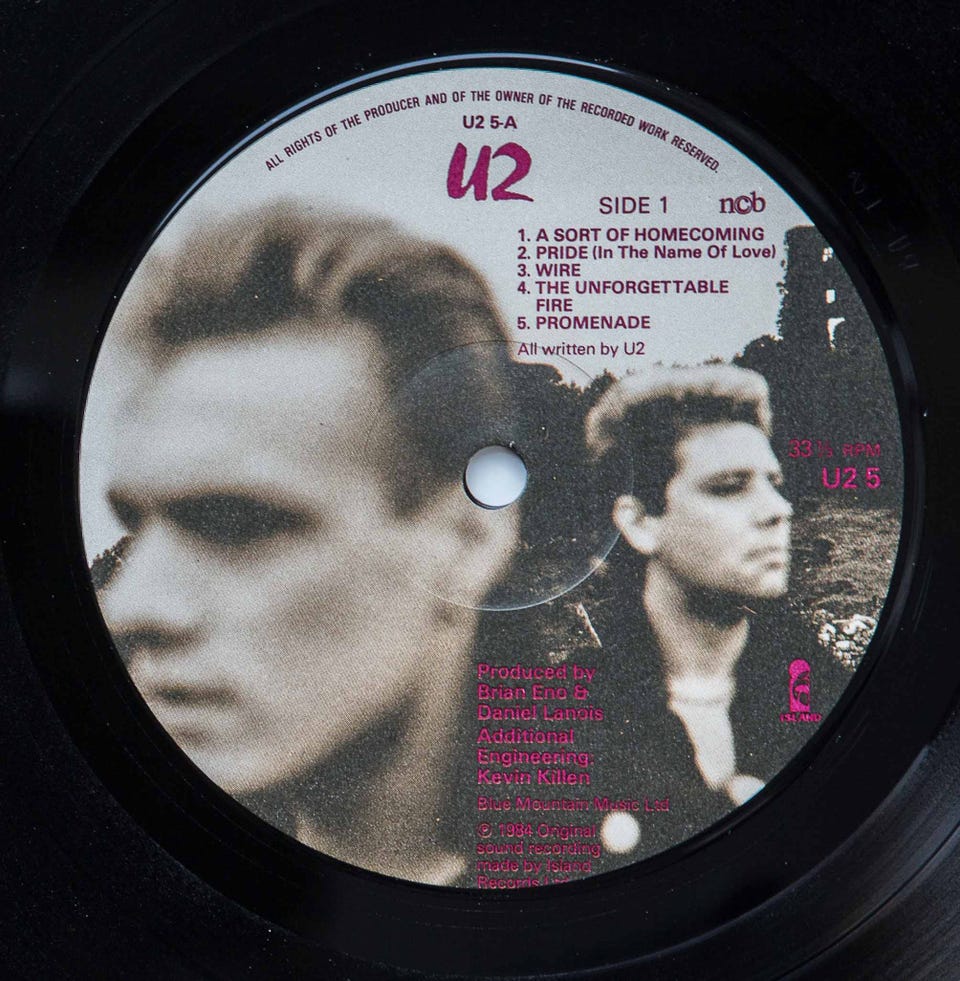 ALL RIGHTS OF THE PRODUCER AND OF THE OWNER OF THE RECORDED WORK RESERVED.
U2 5-A
U2
SIDE 1
ncb
1. A SORT OF HOMECOMING
2. PRIDE (In The Name Of Love)
3. WIRE
4. THE UNFORGETTABLE
FIRE
5. PROMENADE
All written by U2
33⅓ RPM
U2 5
ISLAND
Produced by
Brian Eno &
Daniel Lanois
Additional
Engineering:
Kevin Killen
Blue Mountain Music Ltd
℗ 1984 Original
sound recording
made by Island
Records